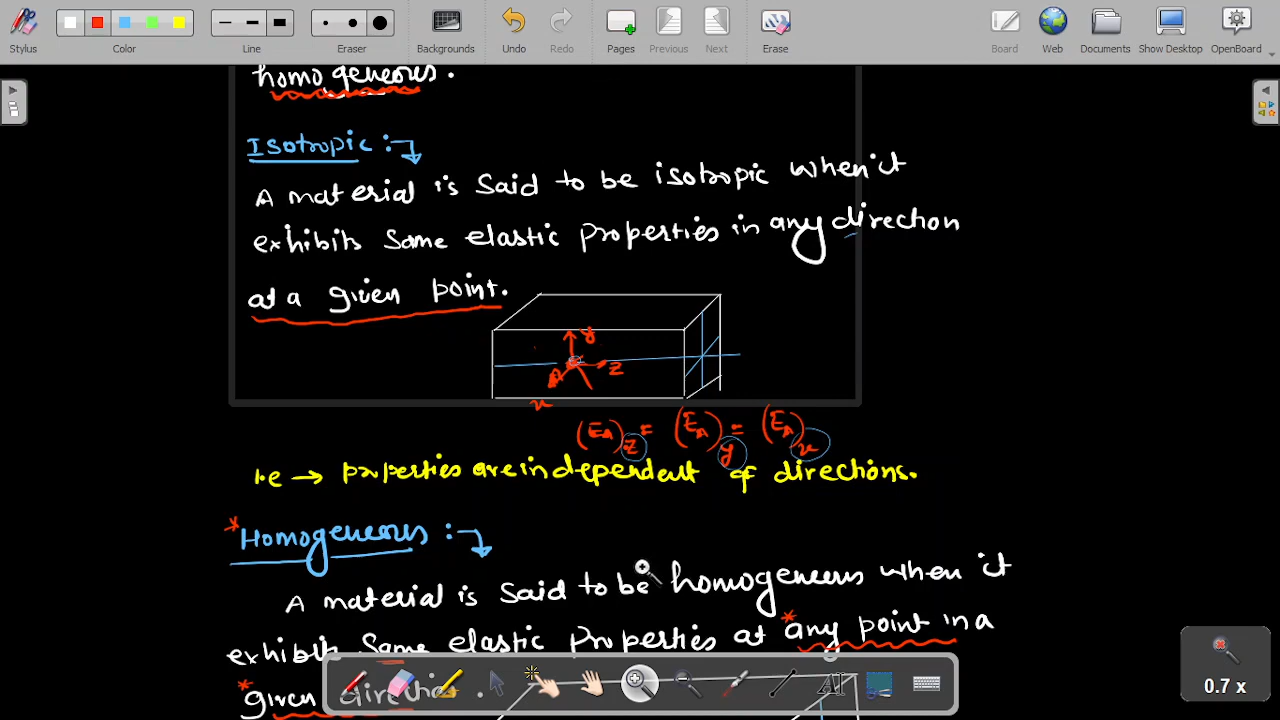 Stylus
Color
Line
Eraser
Backgrounds
Undo
Redo
Pages
Previous
Next
Erase
Board
Web
Documents
Show Desktop
OpenBoard
homogeneous.
Isotropic :
A material is said to be isotropic when it
exhibits same elastic properties in any direction
at a given point.
y
A
z
x
(EA)z = (EA)y = (EA)x
i.e → properties are independent of directions.
*Homogeneous :
A material is said to be homogeneous when it
exhibits same elastic properties at *any point in a
*given direction.
0.7 x